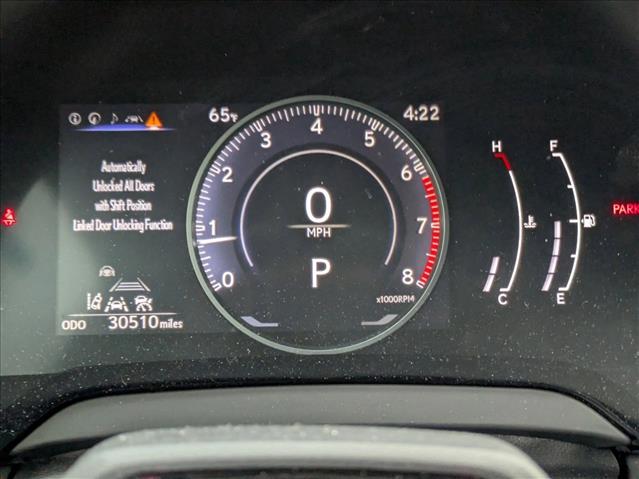 65°F
4:22
Automatically
Unlocked All Doors
with Shift Position
Linked Door Unlocking Function
ODO 30510 miles
0
1
2
3
4
5
6
7
8
x1000RPM
0
MPH
P
H
C
F
E
PARK